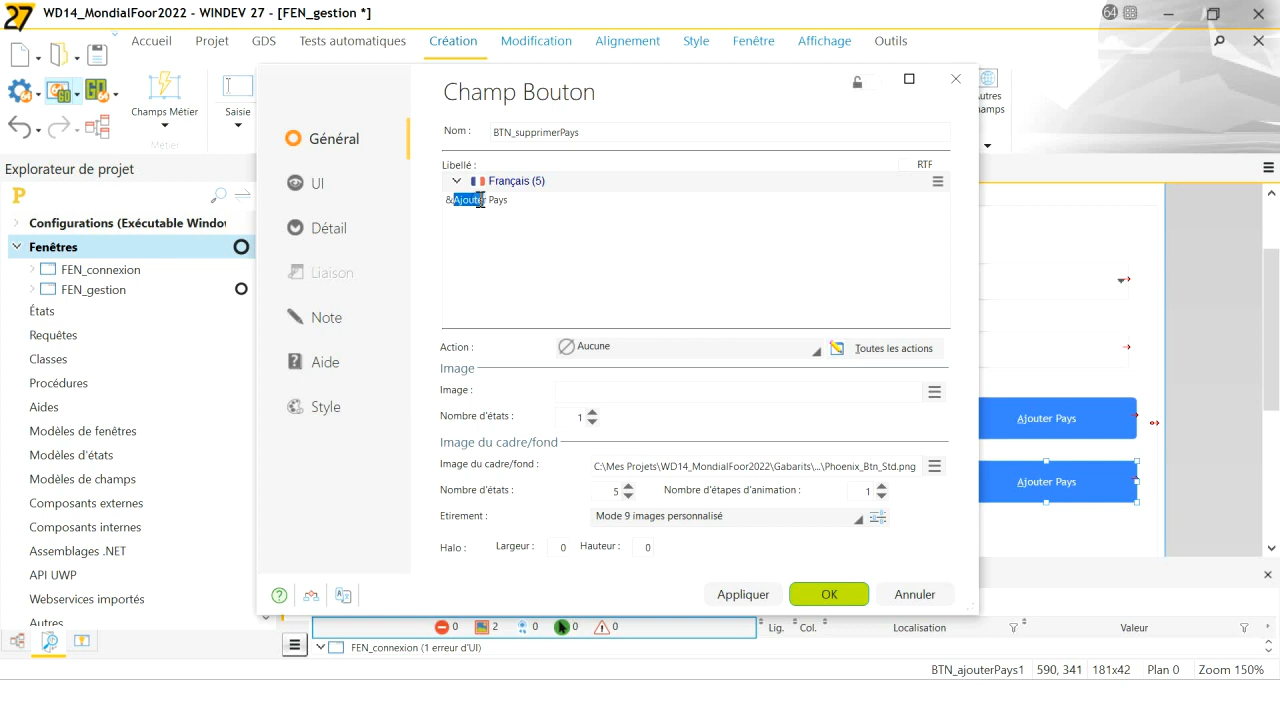 27 WD14_MondialFoor2022 - WINDEV 27 - [FEN_gestion *]
64
Accueil Projet GDS Tests automatiques Création Modification Alignement Style Fenêtre Affichage Outils
GO GO
Champs Métier
Métier
Saisie
utres
amps
Explorateur de projet
P
Configurations (Exécutable Windo
Fenêtres
FEN_connexion
FEN_gestion
États
Requêtes
Classes
Procédures
Aides
Modèles de fenêtres
Modèles d'états
Modèles de champs
Composants externes
Composants internes
Assemblages .NET
API UWP
Webservices importés
Autres
Général
UI
Détail
Liaison
Note
Aide
Style
Champ Bouton
Nom : BTN_supprimerPays
Libellé : RTF
Français (5)
&Ajouter Pays
Action : Aucune Toutes les actions
Image
Image :
Nombre d'états : 1
Image du cadre/fond
Image du cadre/fond : C:\Mes Projets\WD14_MondialFoor2022\Gabarits\...\Phoenix_Btn_Std.png
Nombre d'états : 5 Nombre d'étapes d'animation : 1
Etirement : Mode 9 images personnalisé
Halo : Largeur : 0 Hauteur : 0
Appliquer OK Annuler
Ajouter Pays
Ajouter Pays
0 2 0 0 0 Lig. Col. Localisation Valeur
FEN_connexion (1 erreur d'UI)
BTN_ajouterPays1 590, 341 181x42 Plan 0 Zoom 150%